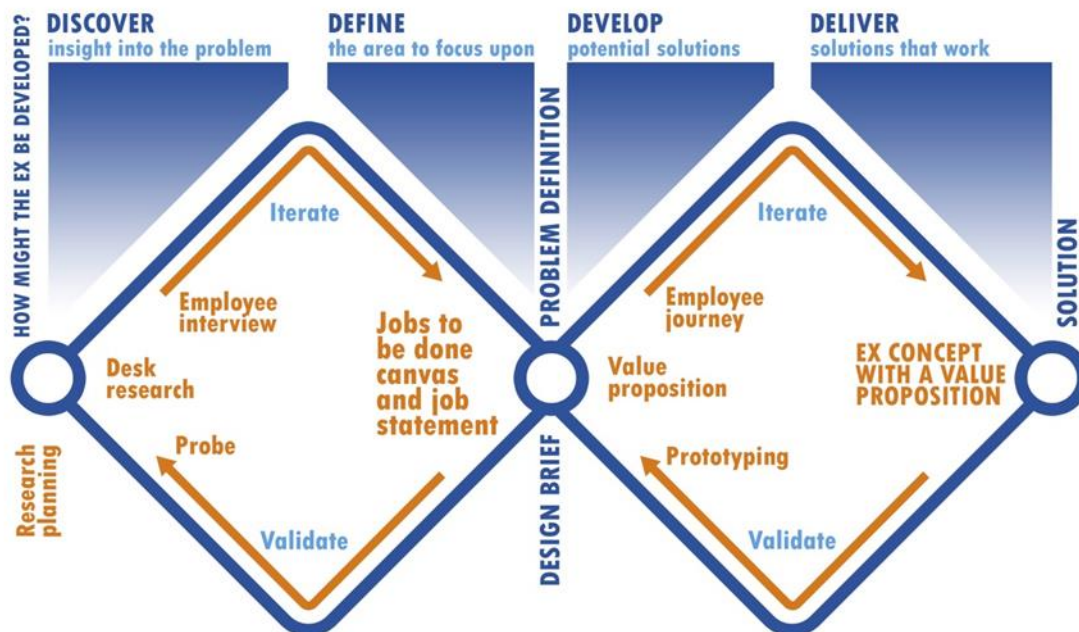 HOW MIGHT THE EX BE DEVELOPED?
DISCOVER
insight into the problem
DEFINE
the area to focus upon
DEVELOP
potential solutions
DELIVER
solutions that work
Iterate
Employee
interview
Desk
research
Probe
Validate
Research
planning
Jobs to
be done
canvas
and job
statement
PROBLEM DEFINITION
DESIGN BRIEF
Iterate
Employee
journey
Value
proposition
Prototyping
Validate
EX CONCEPT
WITH A VALUE
PROPOSITION
SOLUTION